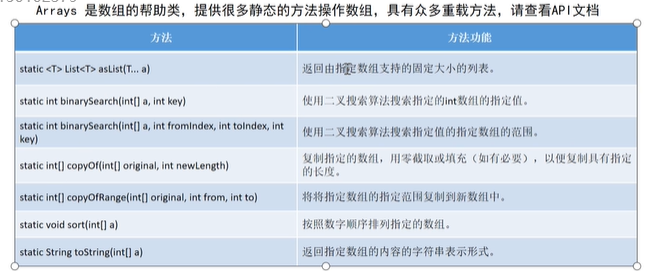 Arrays 是数组的帮助类，提供很多静态的方法操作数组，具有众多重载方法，请查看API文档
方法 方法功能
static <T> List<T> asList(T... a) 返回由指定数组支持的固定大小的列表。
static int binarySearch(int[] a, int key) 使用二叉搜索算法搜索指定的int数组的指定值。
static int binarySearch(int[] a, int fromIndex, int toIndex, int
key)
使用二叉搜索算法搜索指定值的指定数组的范围。
static int[] copyOf(int[] original, int newLength)
复制指定的数组，用零截取或填充（如有必要），以便复制具有指定
的长度。
static int[] copyOfRange(int[] original, int from, int to) 将将指定数组的指定范围复制到新数组中。
static void sort(int[] a) 按照数字顺序排列指定的数组。
static String toString(int[] a) 返回指定数组的内容的字符串表示形式。